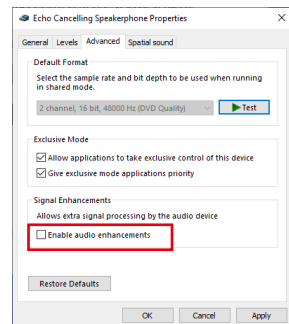 Echo Cancelling Speakerphone Properties
General Levels Advanced Spatial sound
Default Format
Select the sample rate and bit depth to be used when running
in shared mode.
2 channel, 16 bit, 48000 Hz (DVD Quality)
Test
Exclusive Mode
Allow applications to take exclusive control of this device
Give exclusive mode applications priority
Signal Enhancements
Allows extra signal processing by the audio device
Enable audio enhancements
Restore Defaults
OK Cancel Apply